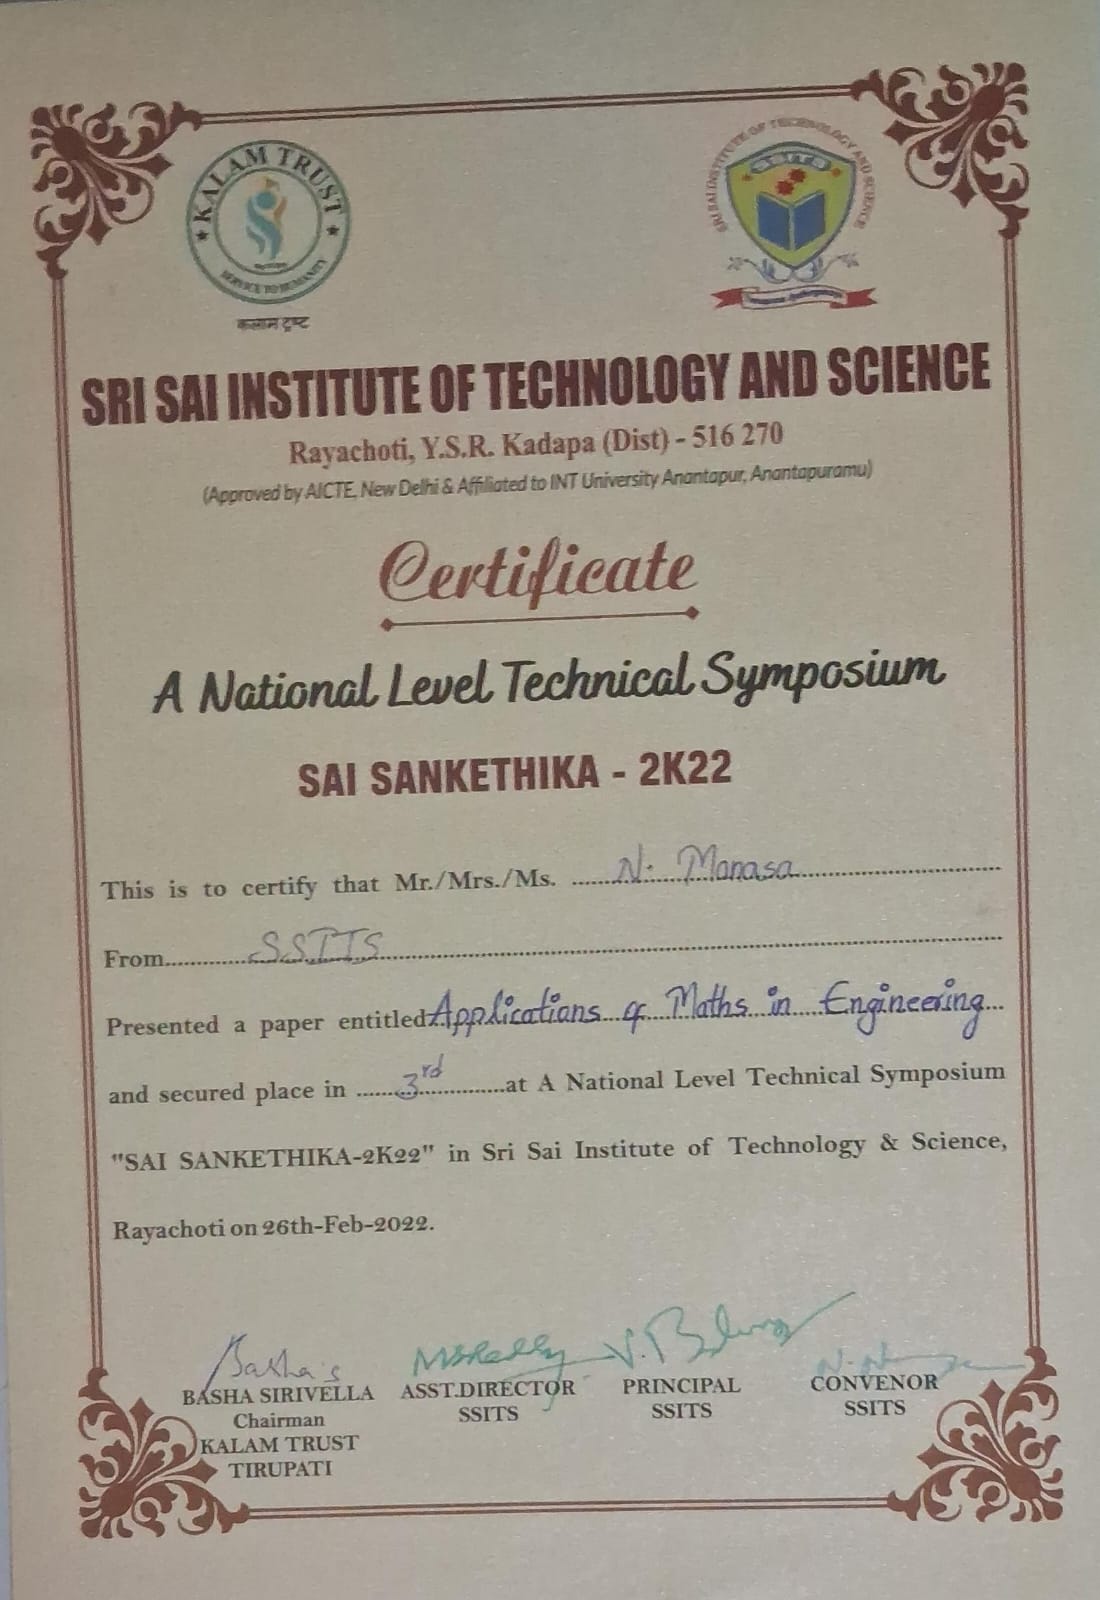 KALAM TRUST
SERVICE TO HUMANITY
कलाम ट्रष्ट
SRI SAI INSTITUTE OF TECHNOLOGY AND SCIENCE
SSITS
SRI SAI INSTITUTE OF TECHNOLOGY AND SCIENCE
Rayachoti, Y.S.R. Kadapa (Dist) - 516 270
(Approved by AICTE, New Delhi & Affiliated to JNT University Anantapur, Anantapuramu)
Certificate
A National Level Technical Symposium
SAI SANKETHIKA - 2K22
This is to certify that Mr./Mrs./Ms. N. Manasa
From SSITS
Presented a paper entitled Applications of Maths in Engineering
and secured place in 3rd at A National Level Technical Symposium
"SAI SANKETHIKA-2K22" in Sri Sai Institute of Technology & Science,
Rayachoti on 26th-Feb-2022.
BASHA SIRIVELLA
Chairman
KALAM TRUST
TIRUPATI
ASST.DIRECTOR
SSITS
PRINCIPAL
SSITS
CONVENOR
SSITS